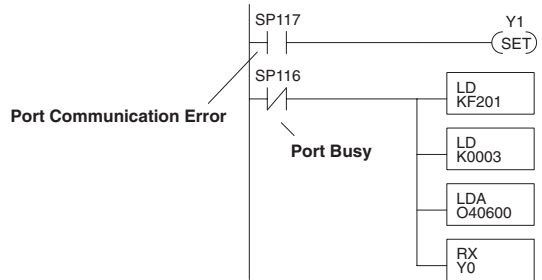 SP117
Y1
SET
SP116
LD
KF201
Port Communication Error
Port Busy
LD
K0003
LDA
O40600
RX
Y0